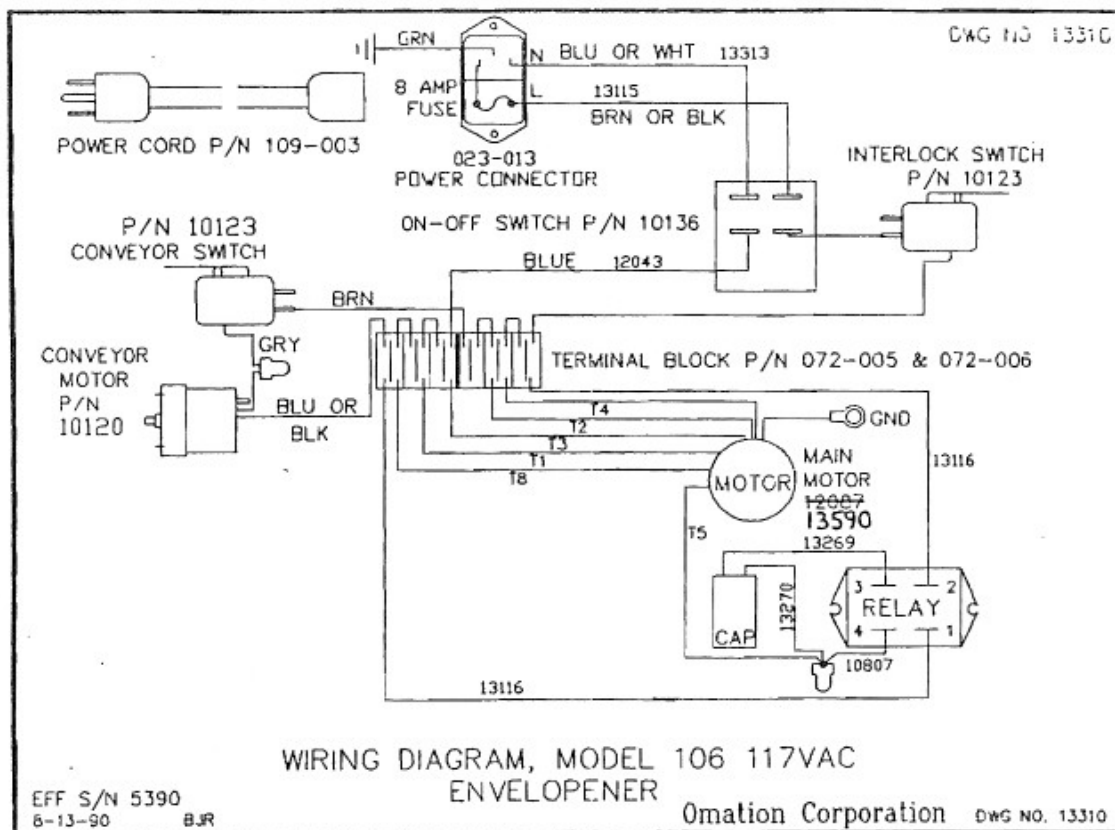 DWG NO 13310
GRN
N
BLU OR WHT
13313
8 AMP
FUSE
L
13115
BRN OR BLK
POWER CORD P/N 109-003
023-013
POWER CONNECTOR
INTERLOCK SWITCH
P/N 10123
P/N 10123
CONVEYOR SWITCH
ON-OFF SWITCH P/N 10136
BLUE
12043
BRN
GRY
CONVEYOR
MOTOR
P/N
10120
TERMINAL BLOCK P/N 072-005 & 072-006
BLU OR
BLK
T4
T2
T3
T1
T8
GND
MOTOR
MAIN
MOTOR
12087
13590
13116
T5
13269
13270
CAP
3
2
RELAY
4
1
10807
13116
WIRING DIAGRAM, MODEL 106 117VAC
ENVELOPENER
EFF S/N 5390
6-13-90
BJR
Omation Corporation
DWG NO. 13310